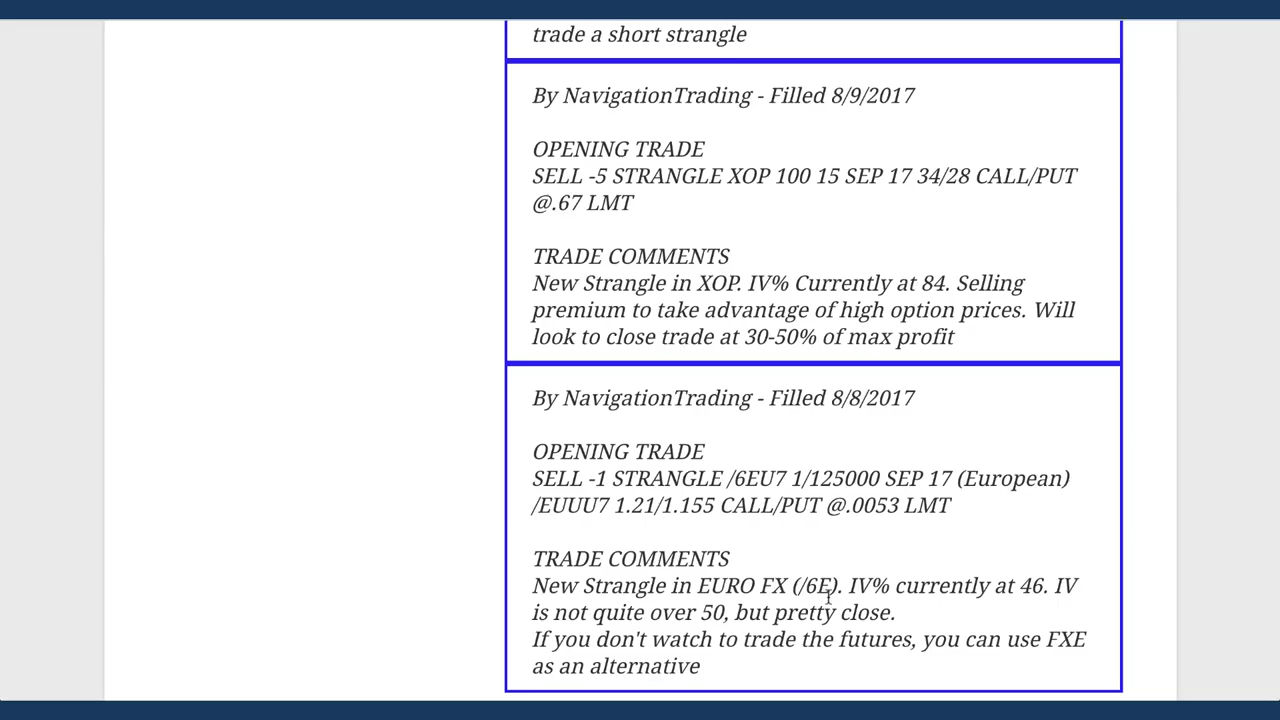 trade a short strangle
By NavigationTrading - Filled 8/9/2017
OPENING TRADE
SELL -5 STRANGLE XOP 100 15 SEP 17 34/28 CALL/PUT
@.67 LMT
TRADE COMMENTS
New Strangle in XOP. IV% Currently at 84. Selling
premium to take advantage of high option prices. Will
look to close trade at 30-50% of max profit
By NavigationTrading - Filled 8/8/2017
OPENING TRADE
SELL -1 STRANGLE /6EU7 1/125000 SEP 17 (European)
/EUUU7 1.21/1.155 CALL/PUT @.0053 LMT
TRADE COMMENTS
New Strangle in EURO FX (/6E). IV% currently at 46. IV
is not quite over 50, but pretty close.
If you don't watch to trade the futures, you can use FXE
as an alternative